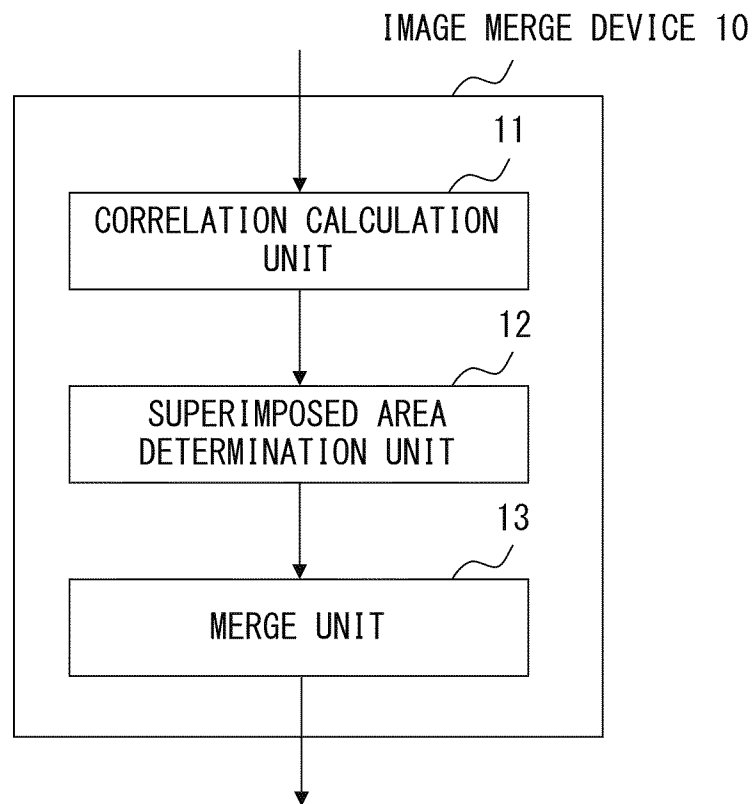 IMAGE MERGE DEVICE 10
11
CORRELATION CALCULATION
UNIT
12
SUPERIMPOSED AREA
DETERMINATION UNIT
13
MERGE UNIT